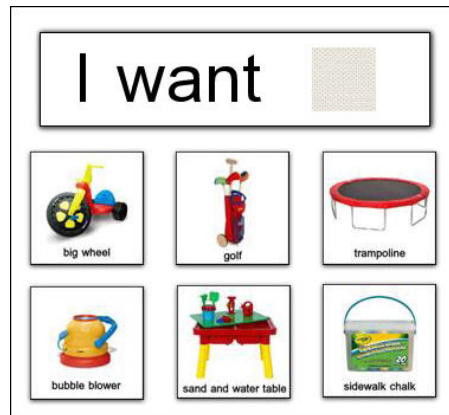 I want
big wheel
golf
trampoline
bubble blower
sand and water table
sidewalk chalk